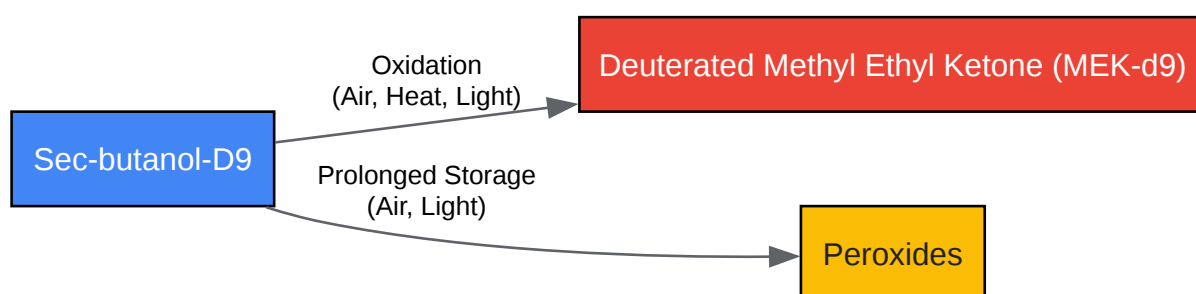 Oxidation
(Air, Heat, Light)
Deuterated Methyl Ethyl Ketone (MEK-d9)
Sec-butanol-D9
Prolonged Storage
(Air, Light)
Peroxides